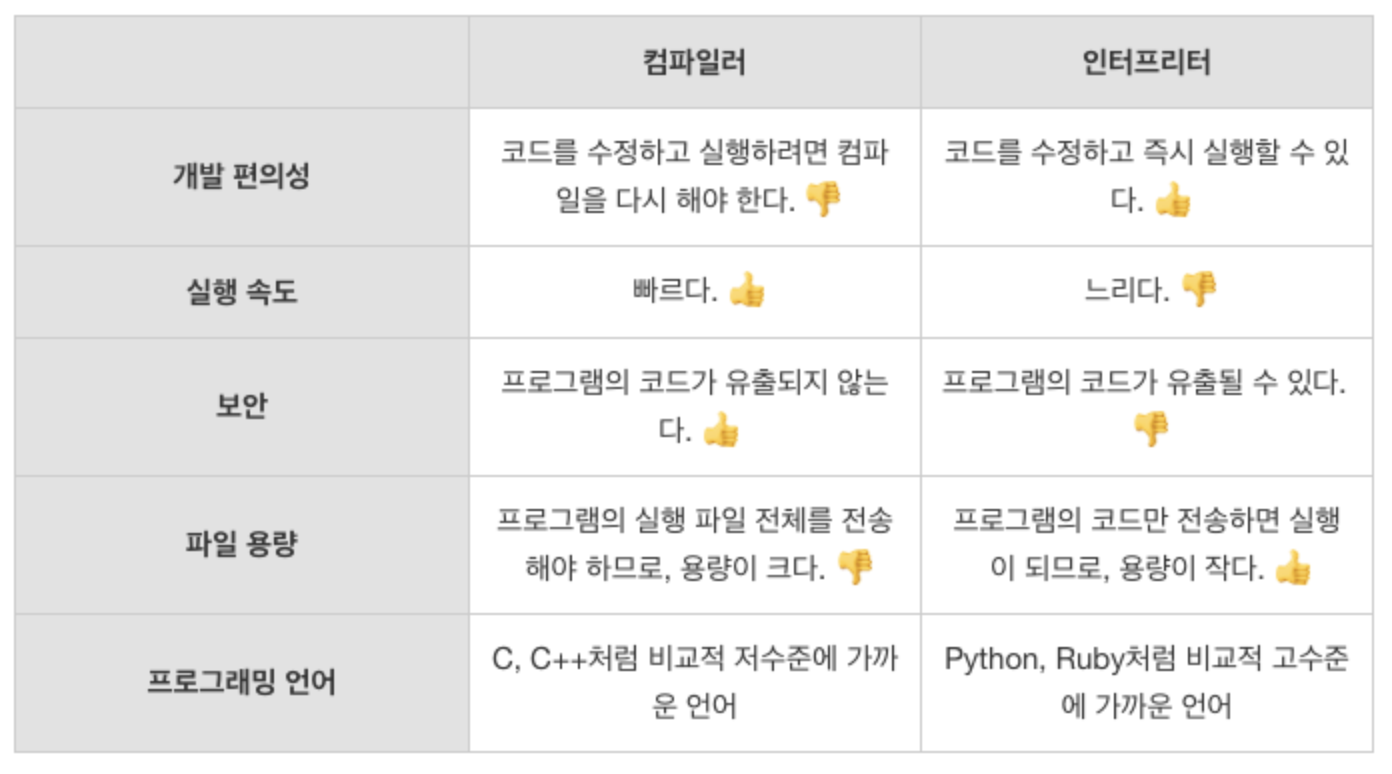 컴파일러 인터프리터
개발 편의성
코드를 수정하고 실행하려면 컴파
일을 다시 해야 한다. 👎
코드를 수정하고 즉시 실행할 수 있
다. 👍
실행 속도
빠르다. 👍
느리다. 👎
보안
프로그램의 코드가 유출되지 않는
다. 👍
프로그램의 코드가 유출될 수 있다.
👎
파일 용량
프로그램의 실행 파일 전체를 전송
해야 하므로, 용량이 크다. 👎
프로그램의 코드만 전송하면 실행
이 되므로, 용량이 작다. 👍
프로그래밍 언어
C, C++처럼 비교적 저수준에 가까
운 언어
Python, Ruby처럼 비교적 고수준
에 가까운 언어